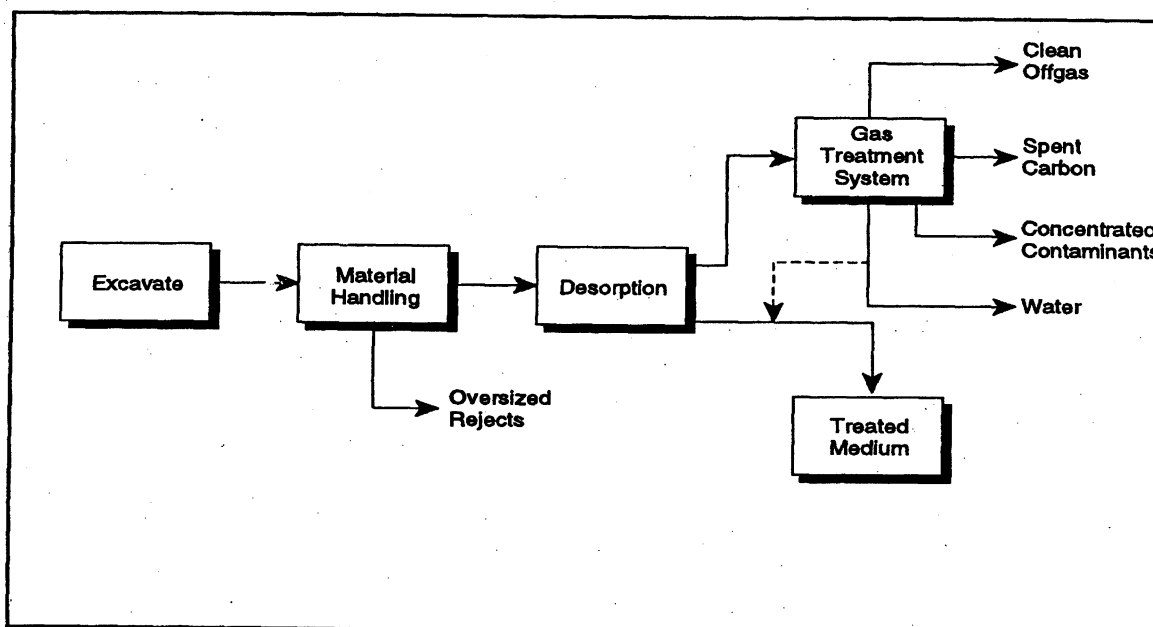 Clean
Offgas
Gas
Treatment
System
Spent
Carbon
Concentrated
Contaminants
Excavate
Material
Handling
Desorption
Water
Oversized
Rejects
Treated
Medium